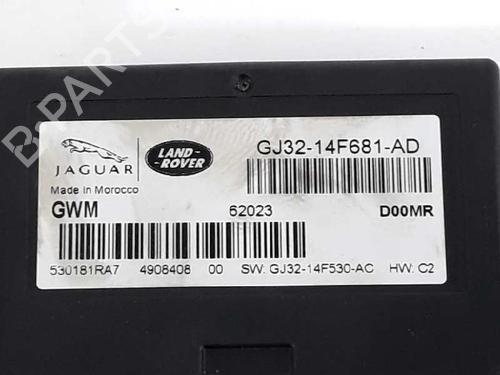 B-PARTS
JAGUAR
LAND-
ROVER
GJ32-14F681-AD
Made in Morocco
GWM
62023
D00MR
530181RA7 4908408 00 SW: GJ32-14F530-AC HW: C2